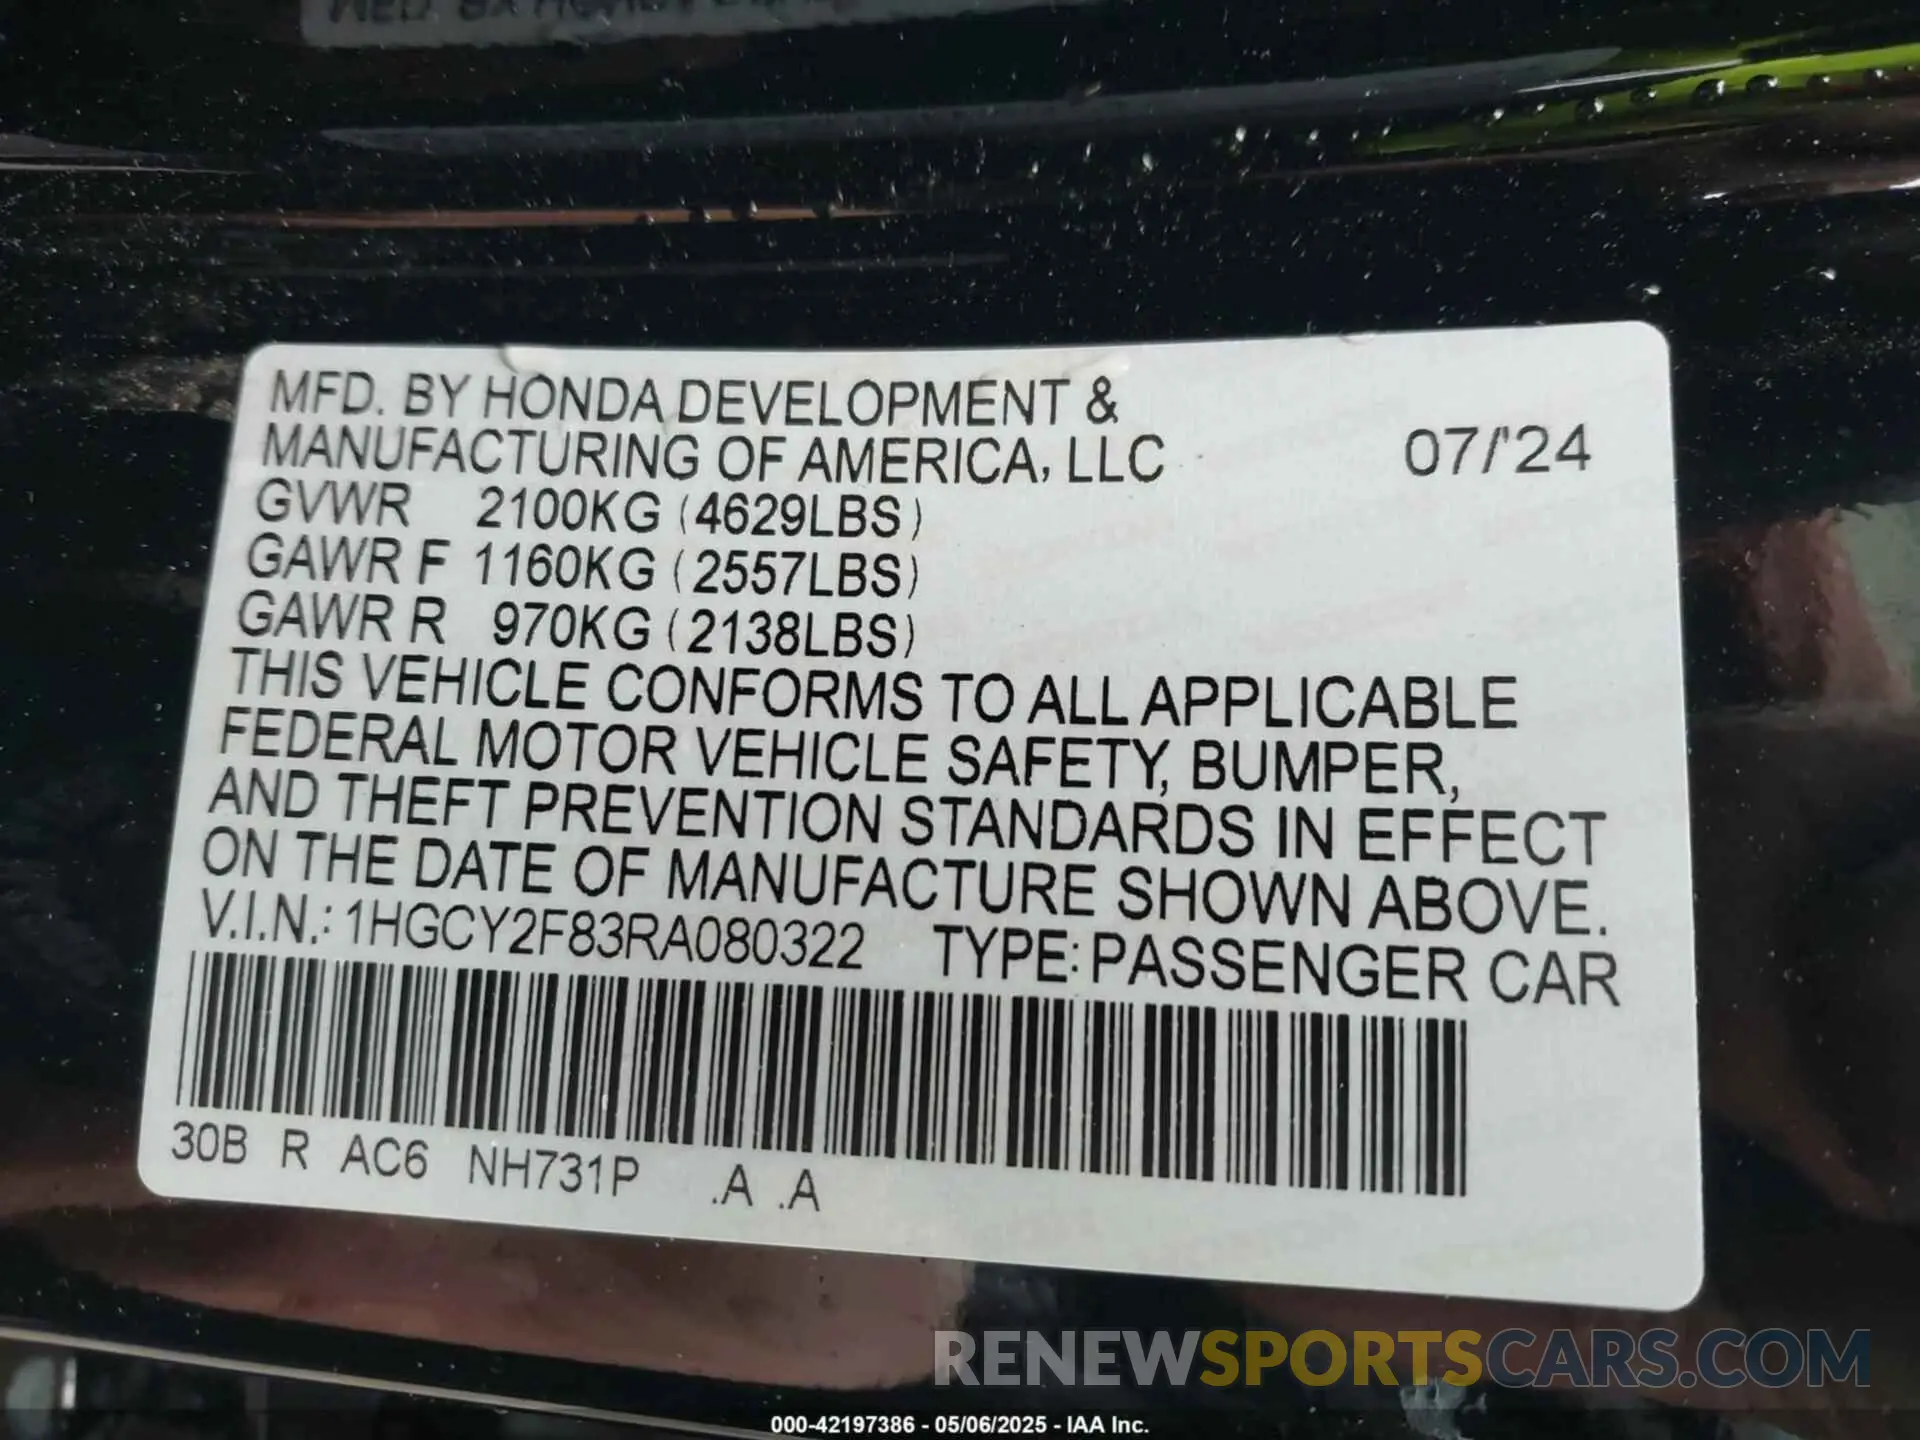 MFD. BY HONDA DEVELOPMENT &
MANUFACTURING OF AMERICA, LLC 07/'24
GVWR 2100KG (4629LBS)
GAWR F 1160KG (2557LBS)
GAWR R 970KG (2138LBS)
THIS VEHICLE CONFORMS TO ALL APPLICABLE
FEDERAL MOTOR VEHICLE SAFETY, BUMPER,
AND THEFT PREVENTION STANDARDS IN EFFECT
ON THE DATE OF MANUFACTURE SHOWN ABOVE.
V.I.N.: 1HGCY2F83RA080322 TYPE: PASSENGER CAR
30B R AC6 NH731P .A .A
RENEWSPORTSCARS.COM
000-42197386 - 05/06/2025 - IAA Inc.